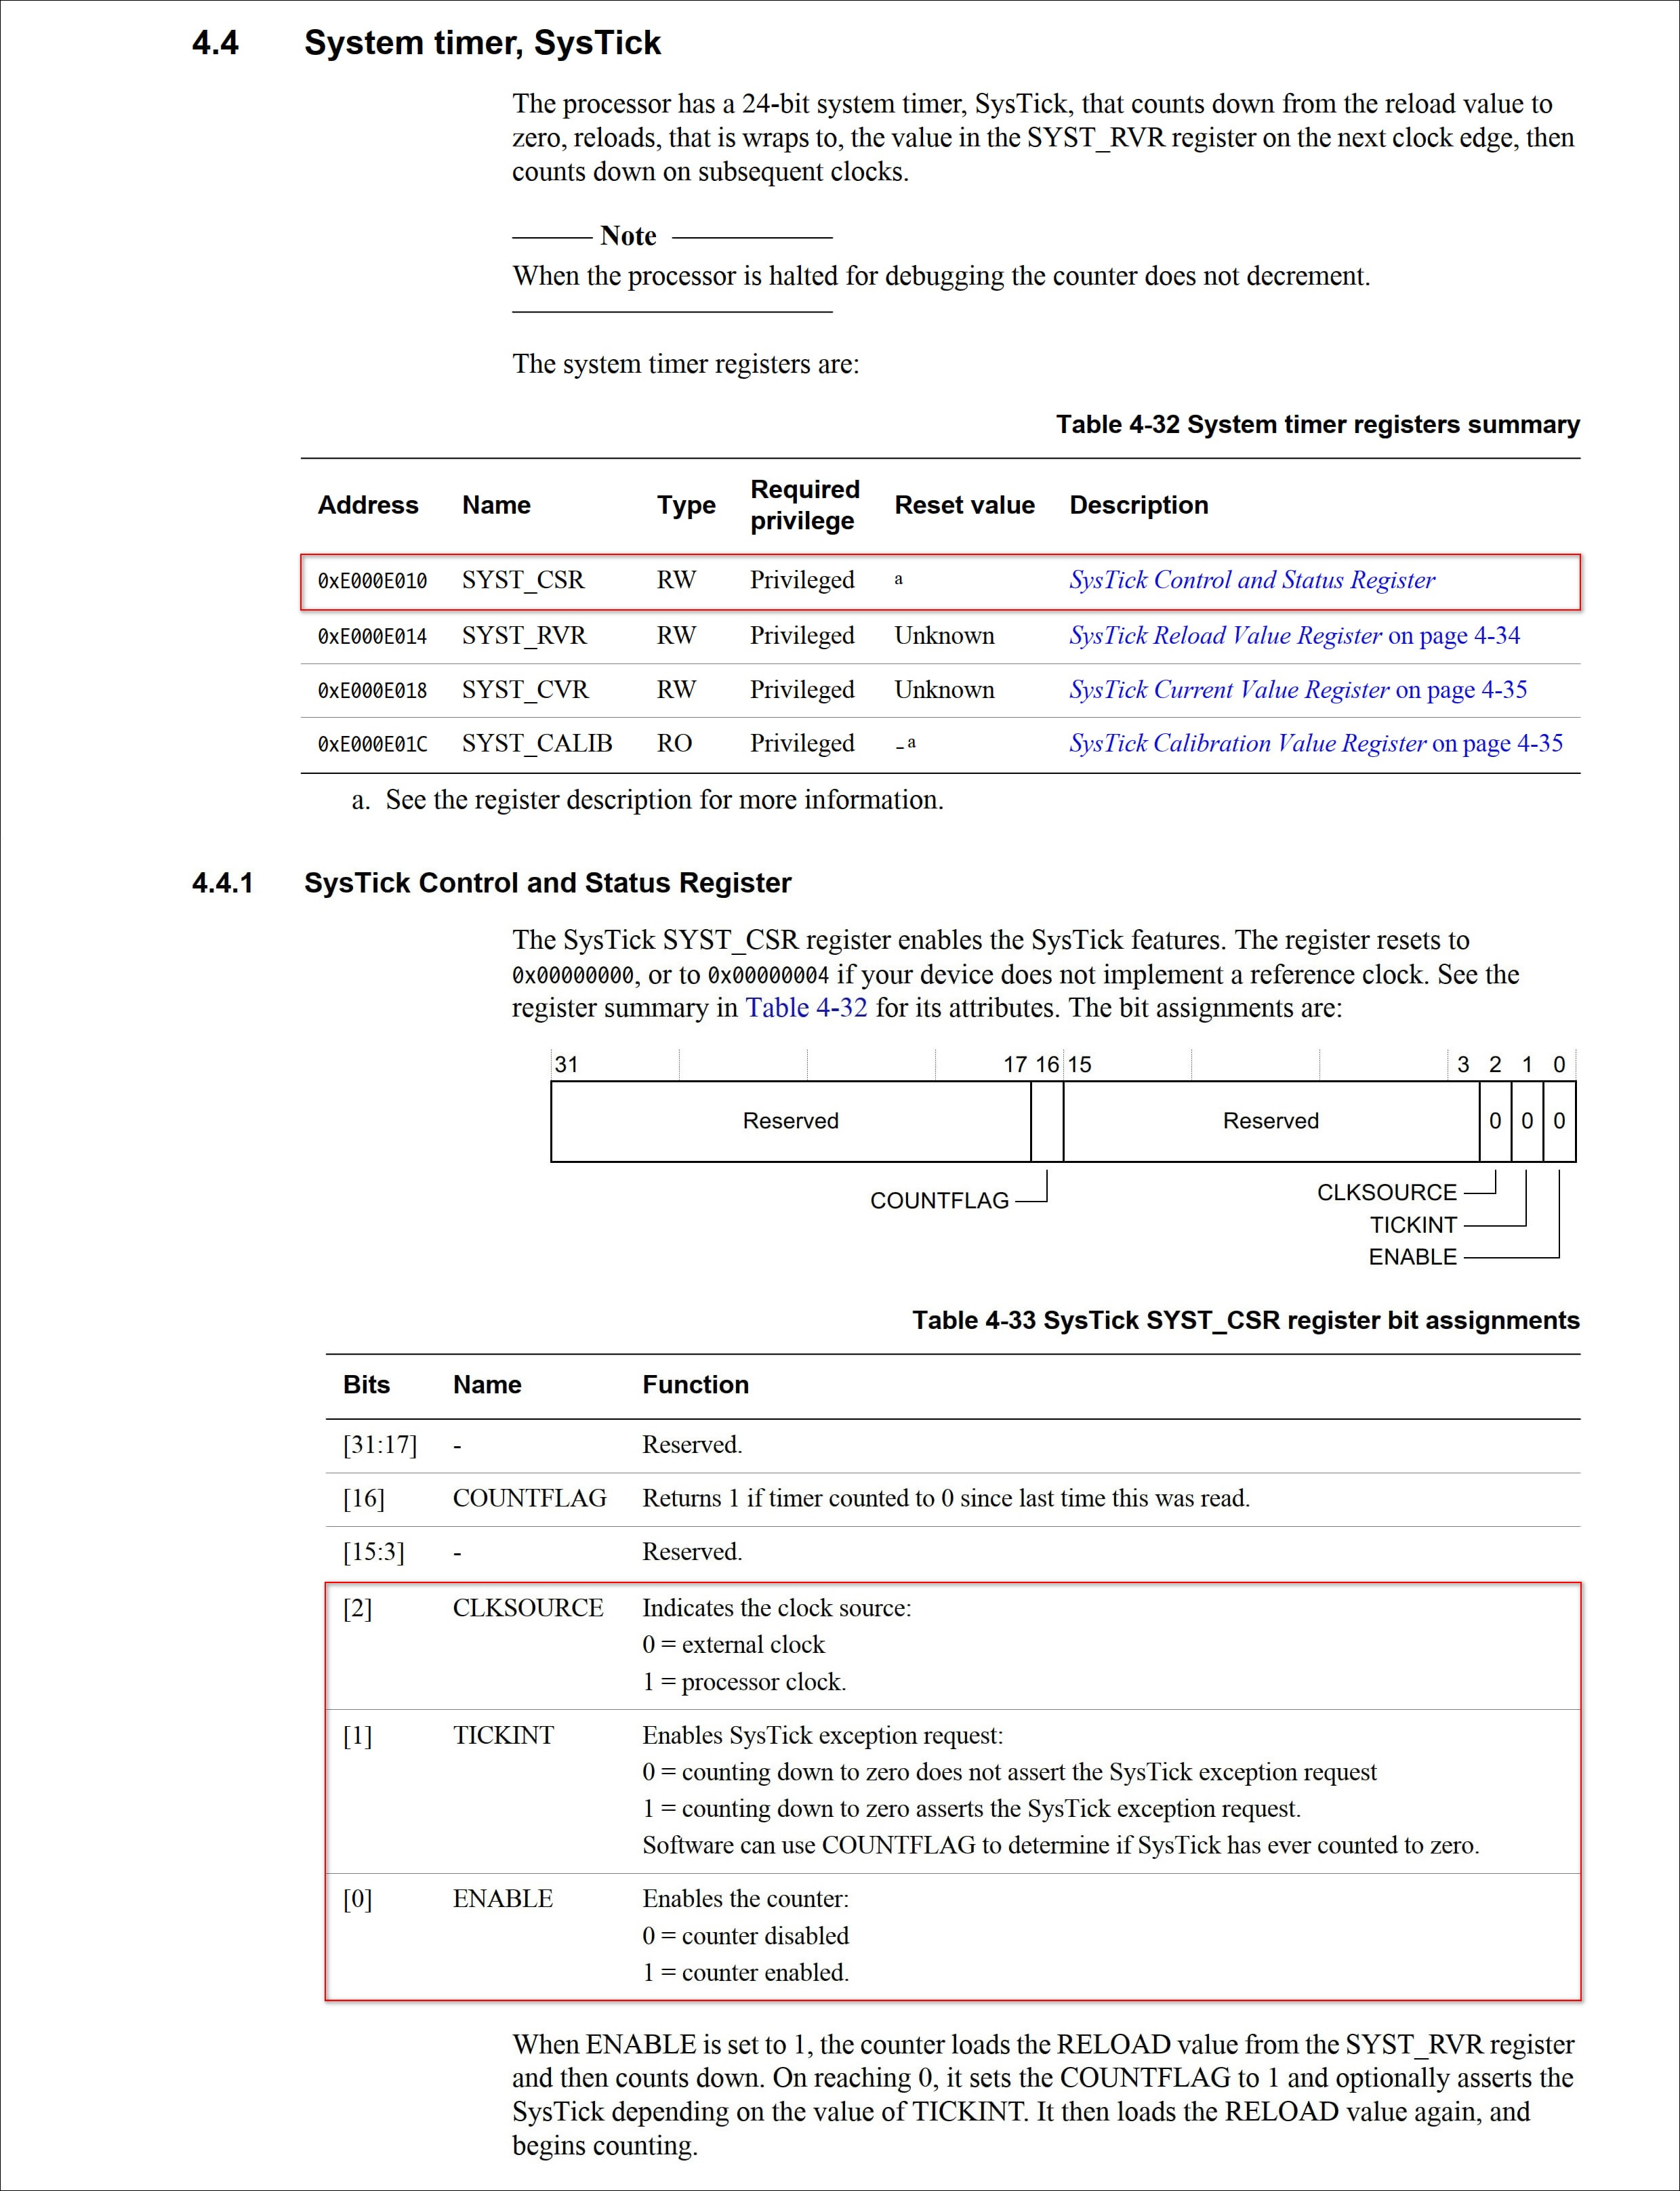 4.4 System timer, SysTick
The processor has a 24-bit system timer, SysTick, that counts down from the reload value to
zero, reloads, that is wraps to, the value in the SYST_RVR register on the next clock edge, then
counts down on subsequent clocks.
Note
When the processor is halted for debugging the counter does not decrement.
The system timer registers are:
Table 4-32 System timer registers summary
Address Name Type Required privilege Reset value Description
0xE000E010 SYST_CSR RW Privileged a SysTick Control and Status Register
0xE000E014 SYST_RVR RW Privileged Unknown SysTick Reload Value Register on page 4-34
0xE000E018 SYST_CVR RW Privileged Unknown SysTick Current Value Register on page 4-35
0xE000E01C SYST_CALIB RO Privileged -a SysTick Calibration Value Register on page 4-35
a. See the register description for more information.
4.4.1 SysTick Control and Status Register
The SysTick SYST_CSR register enables the SysTick features. The register resets to
0x00000000, or to 0x00000004 if your device does not implement a reference clock. See the
register summary in Table 4-32 for its attributes. The bit assignments are:
31 17 16 15 3 2 1 0
Reserved Reserved 0 0 0
COUNTFLAG CLKSOURCE
TICKINT
ENABLE
Table 4-33 SysTick SYST_CSR register bit assignments
Bits Name Function
[31:17] - Reserved.
[16] COUNTFLAG Returns 1 if timer counted to 0 since last time this was read.
[15:3] - Reserved.
[2] CLKSOURCE Indicates the clock source:
0 = external clock
1 = processor clock.
[1] TICKINT Enables SysTick exception request:
0 = counting down to zero does not assert the SysTick exception request
1 = counting down to zero asserts the SysTick exception request.
Software can use COUNTFLAG to determine if SysTick has ever counted to zero.
[0] ENABLE Enables the counter:
0 = counter disabled
1 = counter enabled.
When ENABLE is set to 1, the counter loads the RELOAD value from the SYST_RVR register
and then counts down. On reaching 0, it sets the COUNTFLAG to 1 and optionally asserts the
SysTick depending on the value of TICKINT. It then loads the RELOAD value again, and
begins counting.